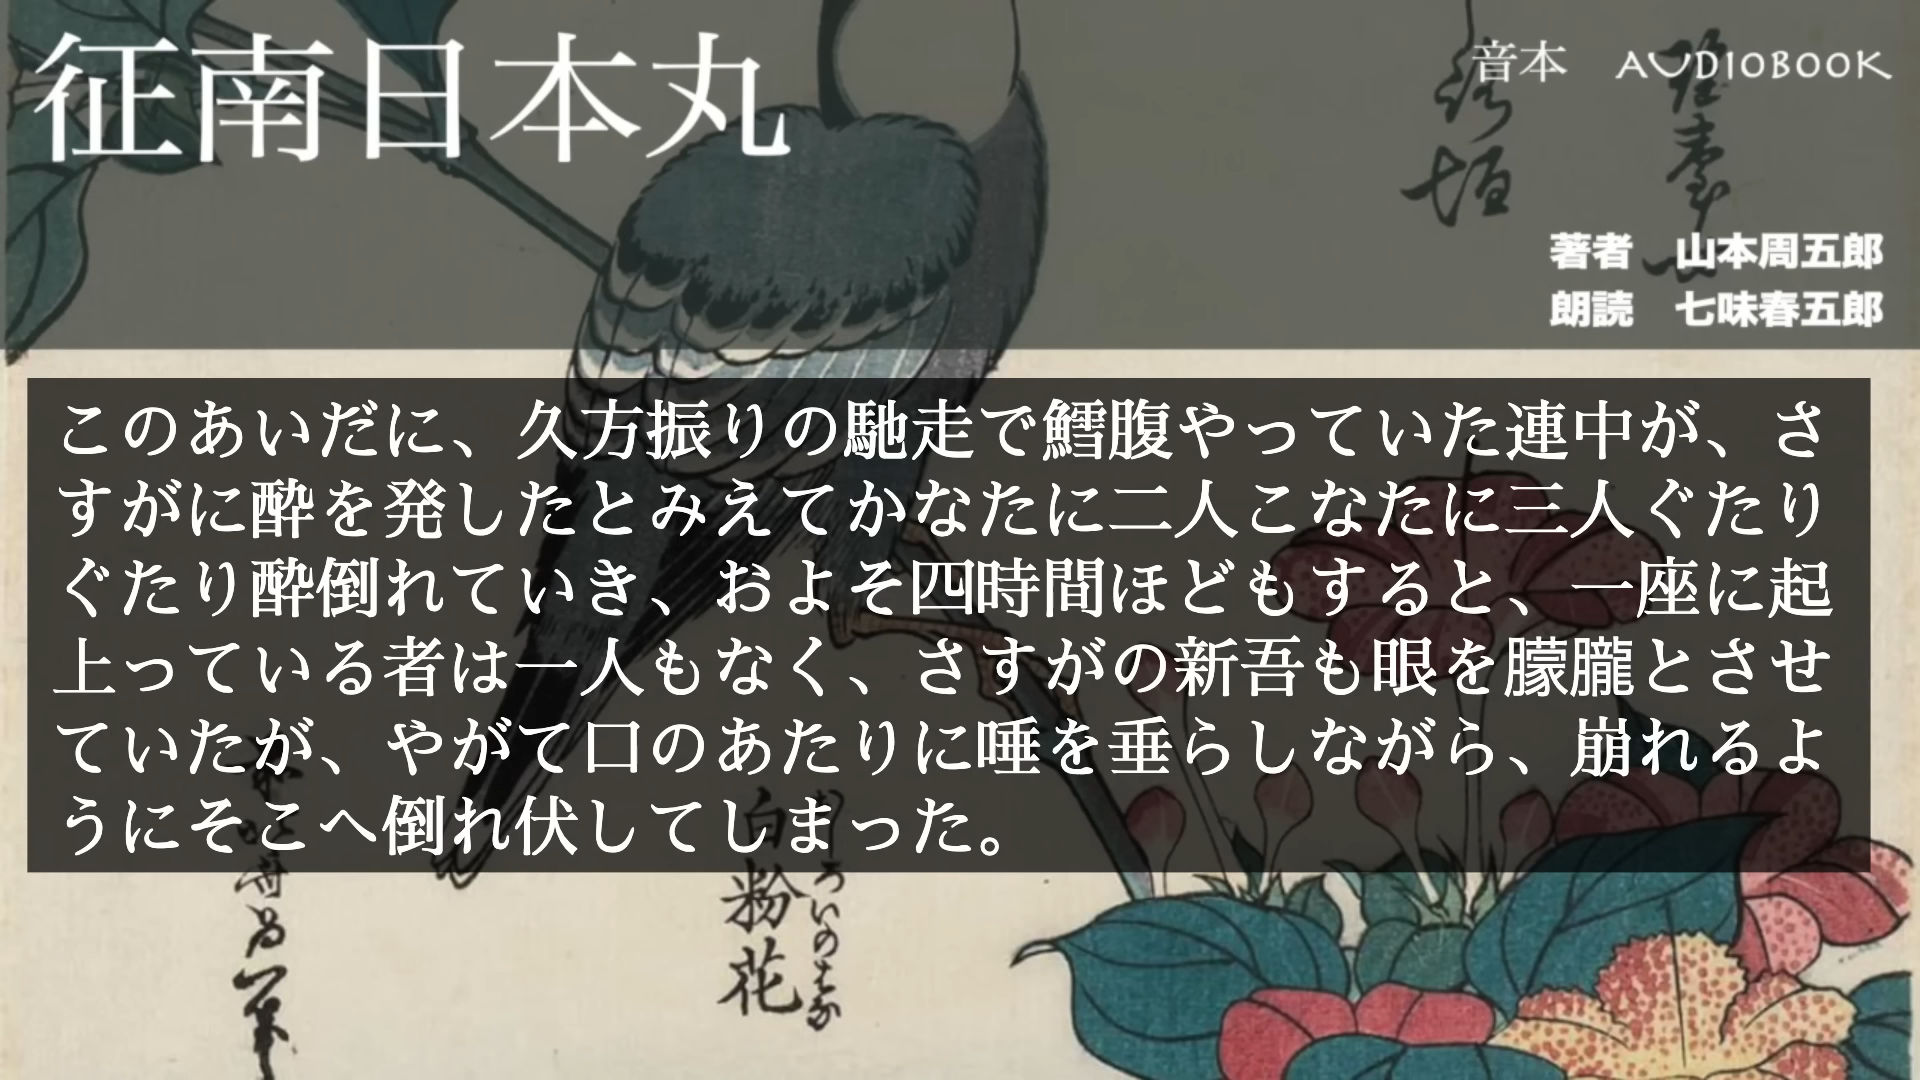 征南日本丸
音本 AUDIOBOOK
著者 山本周五郎
朗読 七味春五郎
このあいだに、久方振りの馳走で鱈腹やっていた連中が、さ
すがに酔を発したとみえてかなたに二人こなたに三人ぐたり
ぐたり酔倒れていき、およそ四時間ほどもすると、一座に起
上っている者は一人もなく、さすがの新吾も眼を朦朧とさせ
ていたが、やがて口のあたりに唾を垂らしながら、崩れるよ
うにそこへ倒れ伏してしまった。
白粉花